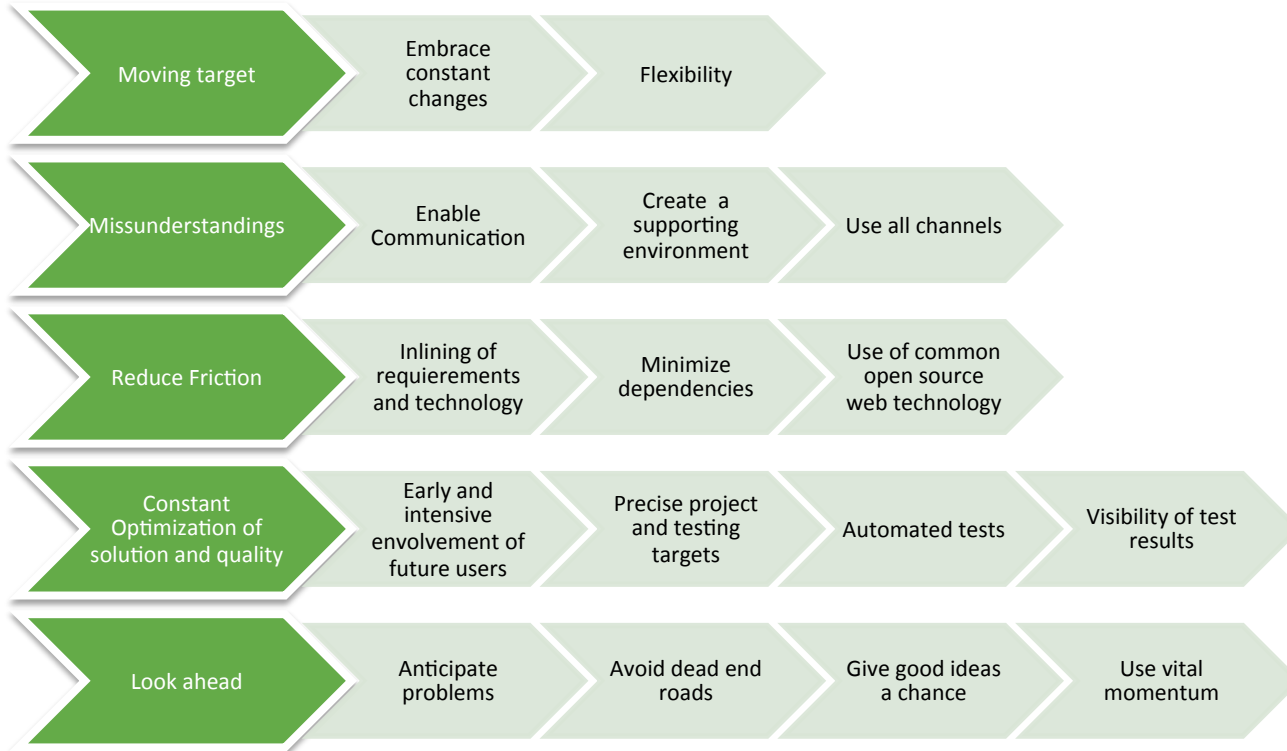 Moving target
Embrace
constant
changes
Flexibility
Missunderstandings
Enable
Communication
Create a
supporting
environment
Use all channels
Reduce Friction
Inlining of
requierements
and technology
Minimize
dependencies
Use of common
open source
web technology
Constant
Optimization of
solution and quality
Early and
intensive
envolvement of
future users
Precise project
and testing
targets
Automated tests
Visibility of test
results
Look ahead
Anticipate
problems
Avoid dead end
roads
Give good ideas
a chance
Use vital
momentum